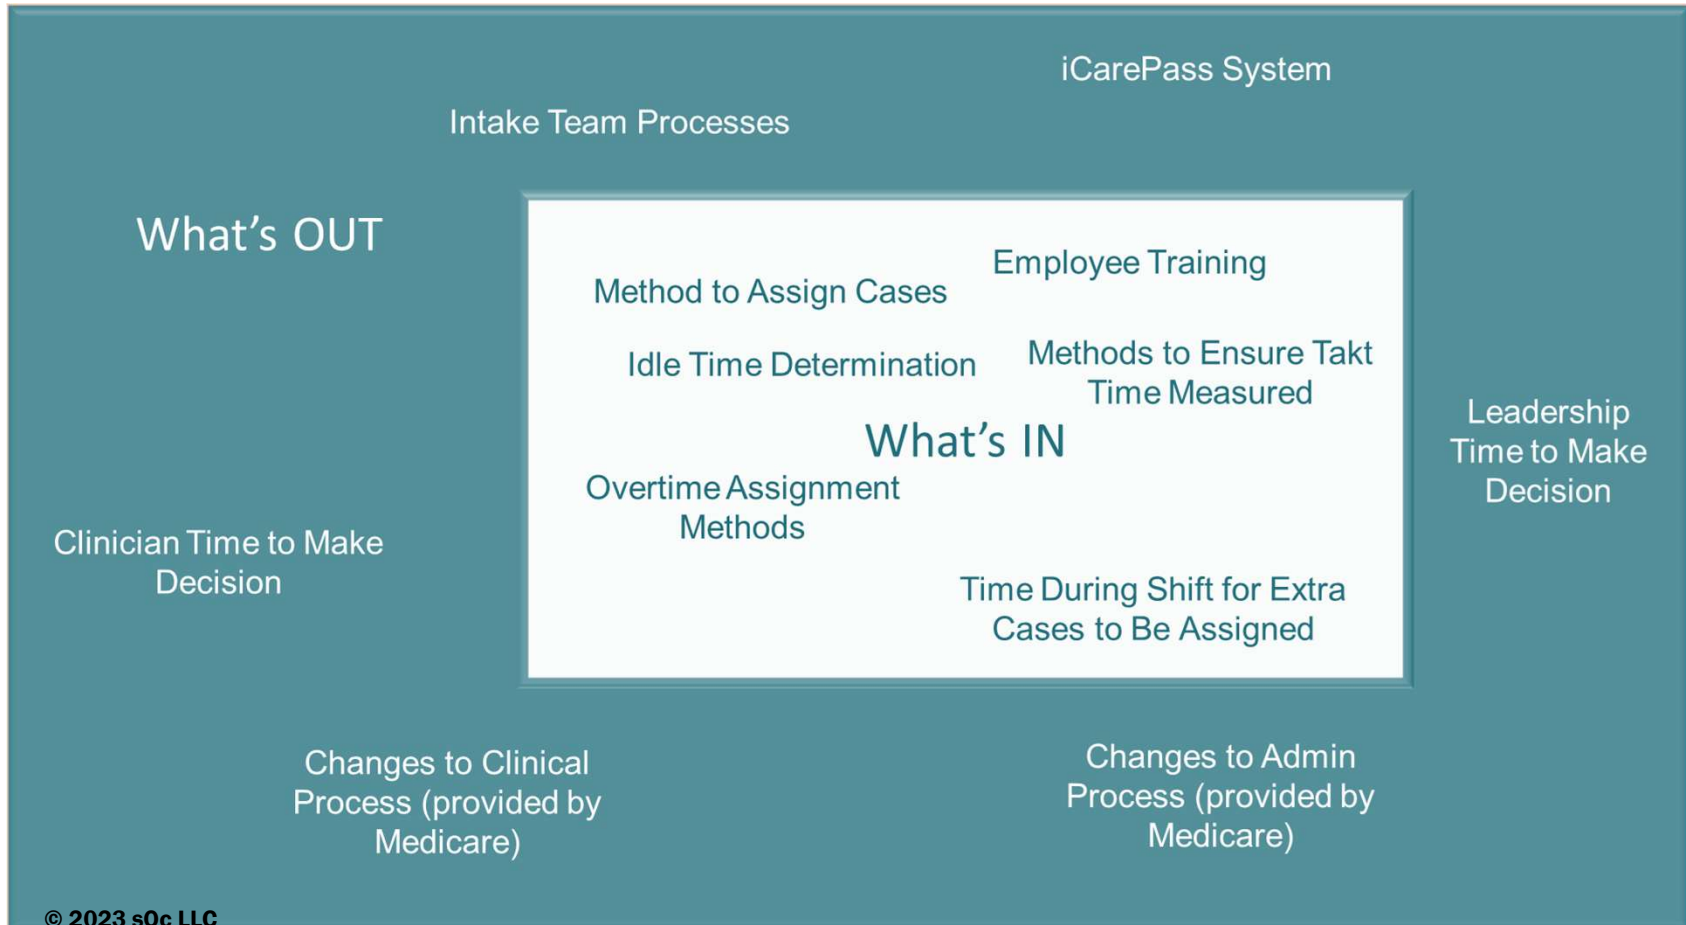 iCarePass System
Intake Team Processes
What's OUT
Employee Training
Method to Assign Cases
Methods to Ensure Takt
Time Measured
Idle Time Determination
What's IN
Leadership
Time to Make
Decision
Overtime Assignment
Methods
Clinician Time to Make
Decision
Time During Shift for Extra
Cases to Be Assigned
Changes to Clinical
Process (provided by
Medicare)
Changes to Admin
Process (provided by
Medicare)
© 2023 sOc LLC